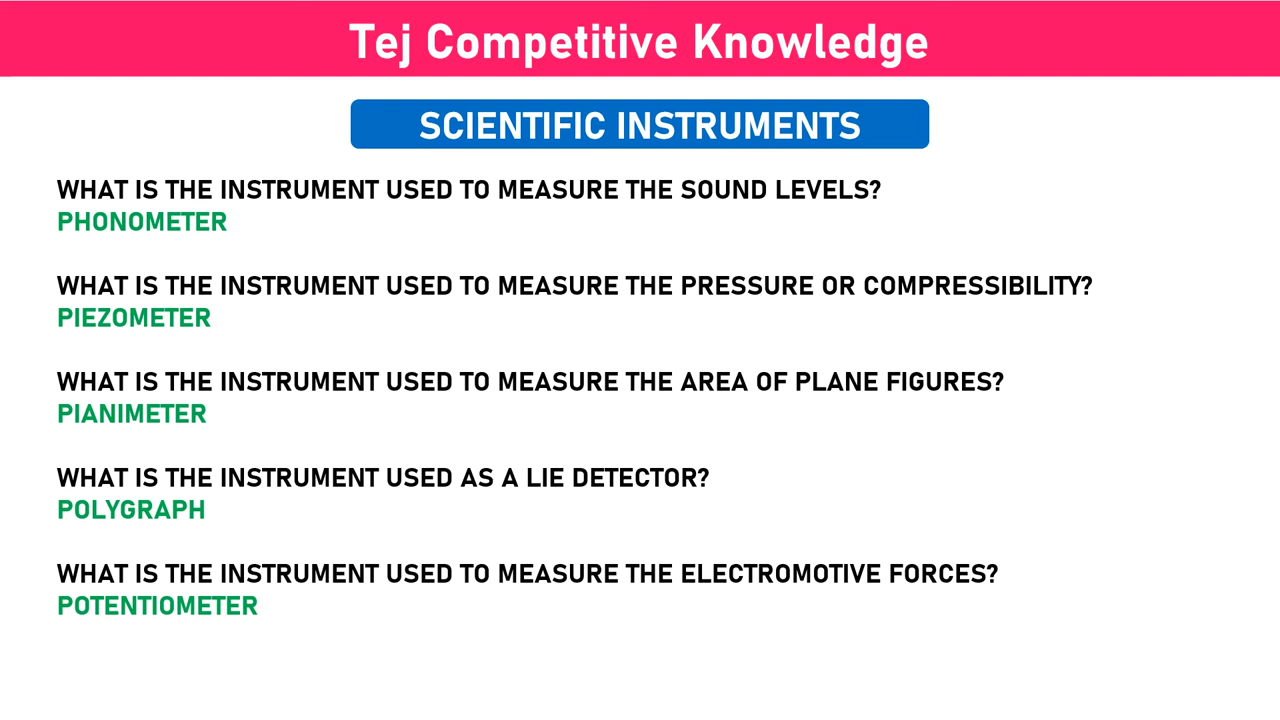 Tej Competitive Knowledge
SCIENTIFIC INSTRUMENTS
WHAT IS THE INSTRUMENT USED TO MEASURE THE SOUND LEVELS?
PHONOMETER
WHAT IS THE INSTRUMENT USED TO MEASURE THE PRESSURE OR COMPRESSIBILITY?
PIEZOMETER
WHAT IS THE INSTRUMENT USED TO MEASURE THE AREA OF PLANE FIGURES?
PIANIMETER
WHAT IS THE INSTRUMENT USED AS A LIE DETECTOR?
POLYGRAPH
WHAT IS THE INSTRUMENT USED TO MEASURE THE ELECTROMOTIVE FORCES?
POTENTIOMETER